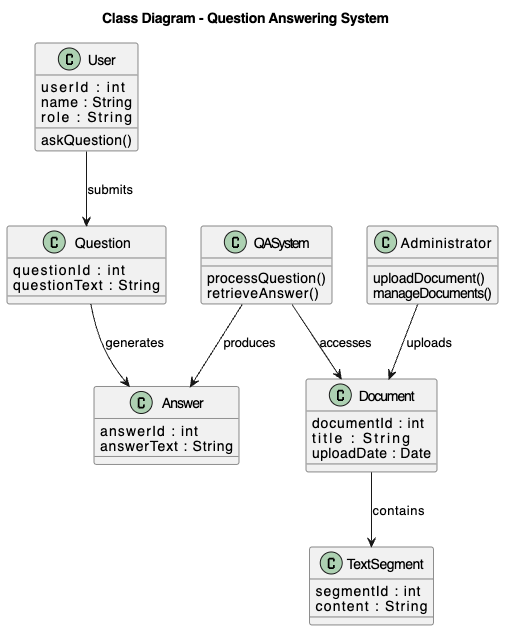 Class Diagram - Question Answering System
C User
userId : int
name : String
role : String
askQuestion()
submits
C Question
questionId : int
questionText : String
C QASystem
processQuestion()
retrieveAnswer()
C Administrator
uploadDocument()
manageDocuments()
generates
produces
accesses
uploads
C Answer
answerId : int
answerText : String
C Document
documentId : int
title : String
uploadDate : Date
contains
C TextSegment
segmentId : int
content : String